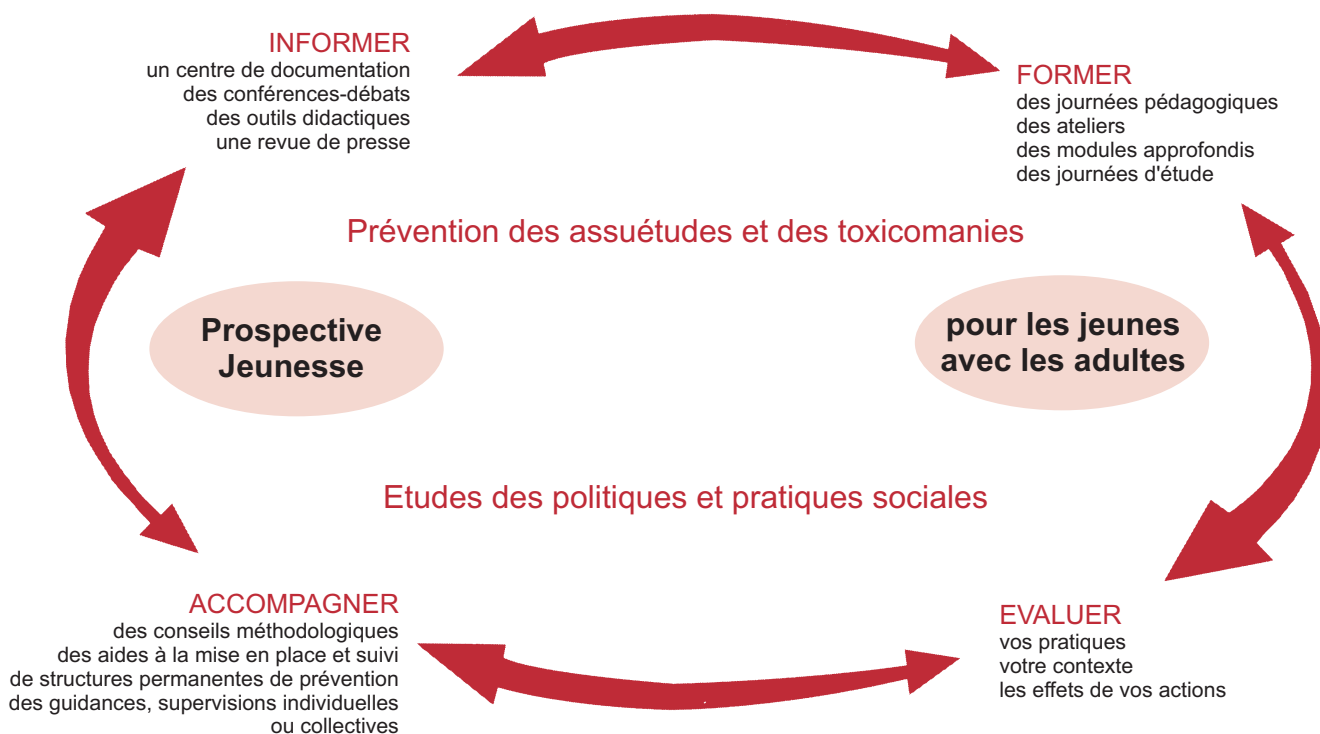 INFORMER
un centre de documentation
des conférences-débats
des outils didactiques
une revue de presse
FORMER
des journées pédagogiques
des ateliers
des modules approfondis
des journées d'étude
Prévention des assuétudes et des toxicomanies
Prospective
Jeunesse
pour les jeunes
avec les adultes
Etudes des politiques et pratiques sociales
ACCOMPAGNER
des conseils méthodologiques
des aides à la mise en place et suivi
de structures permanentes de prévention
des guidances, supervisions individuelles
ou collectives
EVALUER
vos pratiques
votre contexte
les effets de vos actions